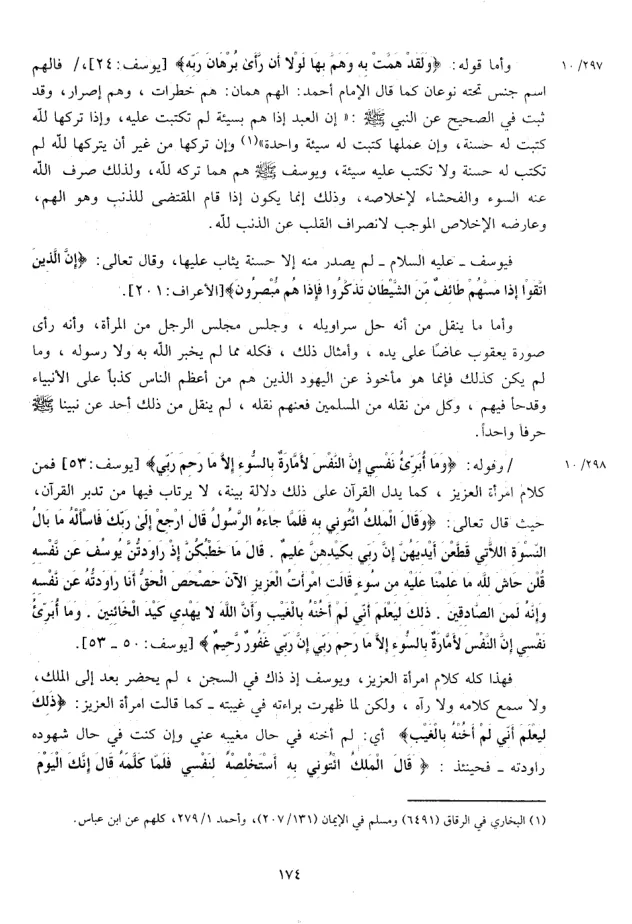 ١٠/٢٩٧ وأما قوله: ﴿وَلَقَدْ هَمَّتْ بِهِ وَهَمَّ بِهَا لَوْلا أَن رَّأَىٰ بُرْهَانَ رَبِّهِ﴾ [يوسف:٢٤]،/ فالهم
اسم جنس تحته نوعان كما قال الإمام أحمد: الهم همان: هم خطرات ، وهم إصرار، وقد
ثبت في الصحيح عن النبي ﷺ :« إن العبد إذا هم بسيئة لم تكتب عليه، وإذا تركها لله
كتبت له حسنة، وإن عملها كتبت له سيئة واحدة»(١) وإن تركها من غير أن يتركها لله لم
تكتب له حسنة ولا تكتب عليه سيئة، ويوسف ﷺ هم هما تركه لله، ولذلك صرف الله
عنه السوء والفحشاء لإخلاصه، وذلك إنما يكون إذا قام المقتضى للذنب وهو الهم،
وعارضه الإخلاص الموجب لانصراف القلب عن الذنب لله.
فيوسف ـ عليه السلام ـ لم يصدر منه إلا حسنة يثاب عليها، وقال تعالى: ﴿إِنَّ الَّذِينَ
اتَّقَوْا إِذَا مَسَّهُمْ طَائِفٌ مِّنَ الشَّيْطَانِ تَذَكَّرُوا فَإِذَا هُم مُّبْصِرُون﴾[الأعراف:٢٠١].
وأما ما ينقل من أنه حل سراويله ، وجلس مجلس الرجل من المرأة، وأنه رأى
صورة يعقوب عاضًا على يده ، وأمثال ذلك ، فكله مما لم يخبر الله به ولا رسوله ، وما
لم يكن كذلك فإنما هو مأخوذ عن اليهود الذين هم من أعظم الناس كذباً على الأنبياء
وقدحاً فيهم ، وكل من نقله من المسلمين فعنهم نقله ، لم ينقل من ذلك أحد عن نبينا ﷺ
حرفاً واحداً.
١٠/٢٩٨ / وقوله: ﴿وَمَا أُبَرِّئُ نَفْسِي إِنَّ النَّفْسَ لأَمَّارَةٌ بِالسُّوءِ إِلاَّ مَا رَحِمَ رَبِّي﴾ [يوسف:٥٣] فمن
كلام امرأة العزيز ، كما يدل القرآن على ذلك دلالة بينة، لا يرتاب فيها من تدبر القرآن،
حيث قال تعالى: ﴿وَقَالَ الْمَلِكُ ائْتُونِي بِهِ فَلَمَّا جَاءَهُ الرَّسُولُ قَالَ ارْجِعْ إِلَىٰ رَبِّكَ فَاسْأَلْهُ مَا بَالُ
النِّسْوَةِ اللاَّتِي قَطَّعْنَ أَيْدِيَهُنَّ إِنَّ رَبِّي بِكَيْدِهِنَّ عَلِيمٌ . قَالَ مَا خَطْبُكُنَّ إِذْ رَاوَدتُّنَّ يُوسُفَ عَن نَّفْسِهِ
قُلْنَ حَاشَ لِلَّهِ مَا عَلِمْنَا عَلَيْهِ مِن سُوءٍ قَالَتِ امْرَأَتُ الْعَزِيزِ الآنَ حَصْحَصَ الْحَقُّ أَنَا رَاوَدتُّهُ عَن نَّفْسِهِ
وَإِنَّهُ لَمِنَ الصَّادِقِينَ . ذَلِكَ لِيَعْلَمَ أَنِّي لَمْ أَخُنْهُ بِالْغَيْبِ وَأَنَّ اللَّهَ لا يَهْدِي كَيْدَ الْخَائِنِينَ . وَمَا أُبَرِّئُ
نَفْسِي إِنَّ النَّفْسَ لأَمَّارَةٌ بِالسُّوءِ إِلاَّ مَا رَحِمَ رَبِّي إِنَّ رَبِّي غَفُورٌ رَّحِيمٌ ﴾ [يوسف: ٥٠ ـ ٥٣].
فهذا كله كلام امرأة العزيز، ويوسف إذ ذاك في السجن ، لم يحضر بعد إلى الملك،
ولا سمع كلامه ولا رآه ، ولكن لما ظهرت براءته في غيبته ـ كما قالت امرأة العزيز: ﴿ذَلِكَ
لِيَعْلَمَ أَنِّي لَمْ أَخُنْهُ بِالْغَيْبِ﴾ أي: لم أخنه في حال مغيبه عني وإن كنت في حال شهوده
راودته ـ فحينئذ : ﴿ قَالَ الْمَلِكُ ائْتُونِي بِهِ أَسْتَخْلِصْهُ لِنَفْسِي فَلَمَّا كَلَّمَهُ قَالَ إِنَّكَ الْيَوْمَ
(١) البخاري في الرقاق (٦٤٩١) ومسلم في الإيمان (٢٠٧/١٣١)، وأحمد ٢٧٩/١، كلهم عن ابن عباس.
١٧٤